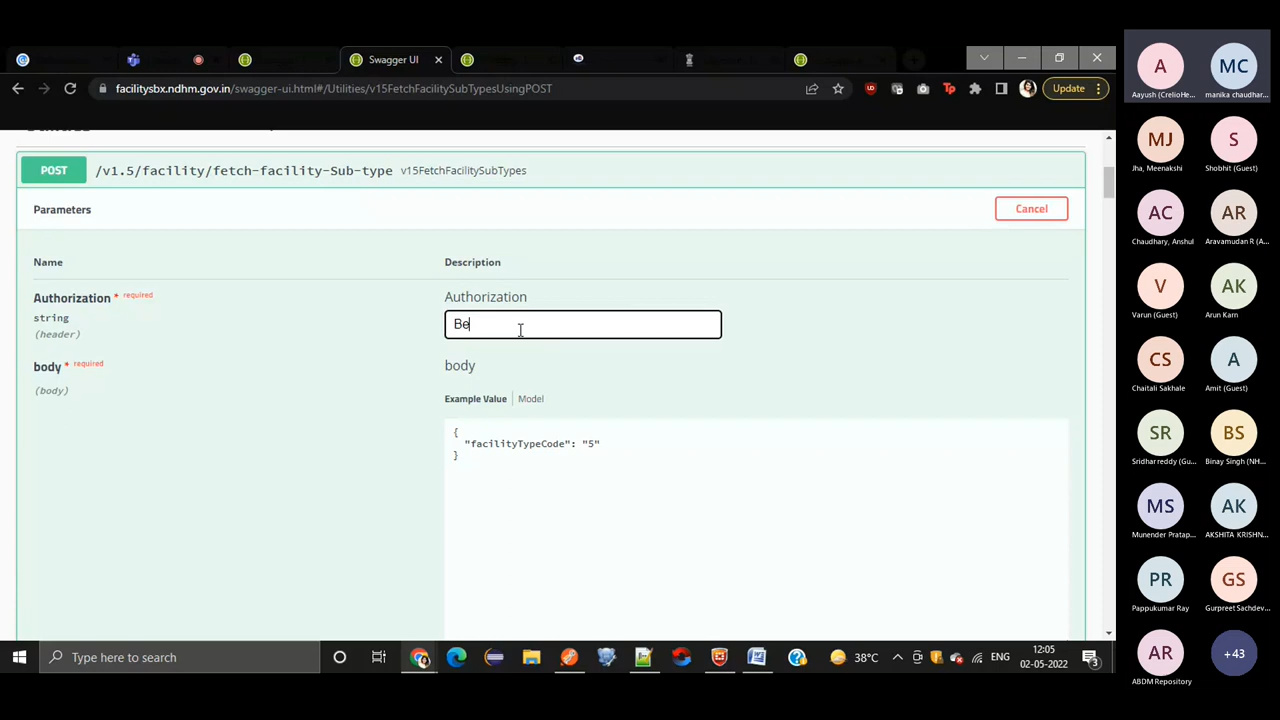 Swagger UI
facilitysbx.ndhm.gov.in/swagger-ui.html#/Utilities/v15FetchFacilitySubTypesUsingPOST
Update
POST /v1.5/facility/fetch-facility-Sub-type v15FetchFacilitySubTypes
Parameters
Cancel
Name Description
Authorization * required
string
(header)
Authorization
Be
body * required
(body)
body
Example Value Model
{
"facilityTypeCode": "5"
}
Type here to search
38°C
ENG
12:05
02-05-2022
3
A
Aayush (CrelioHe...
MC
manika chaudhar...
MJ
Jha, Meenakshi
S
Shobhit (Guest)
AC
Chaudhary, Anshul
AR
Aravamudan R (A...
V
Varun (Guest)
AK
Arun Karn
CS
Chaitali Sakhale
A
Amit (Guest)
SR
Sridhar reddy (Gu...
BS
Binay Singh (NH...
MS
Munender Pratap...
AK
AKSHITA KRISHN...
PR
Pappukumar Ray
GS
Gurpreet Sachdev...
AR
ABDM Repository
+43